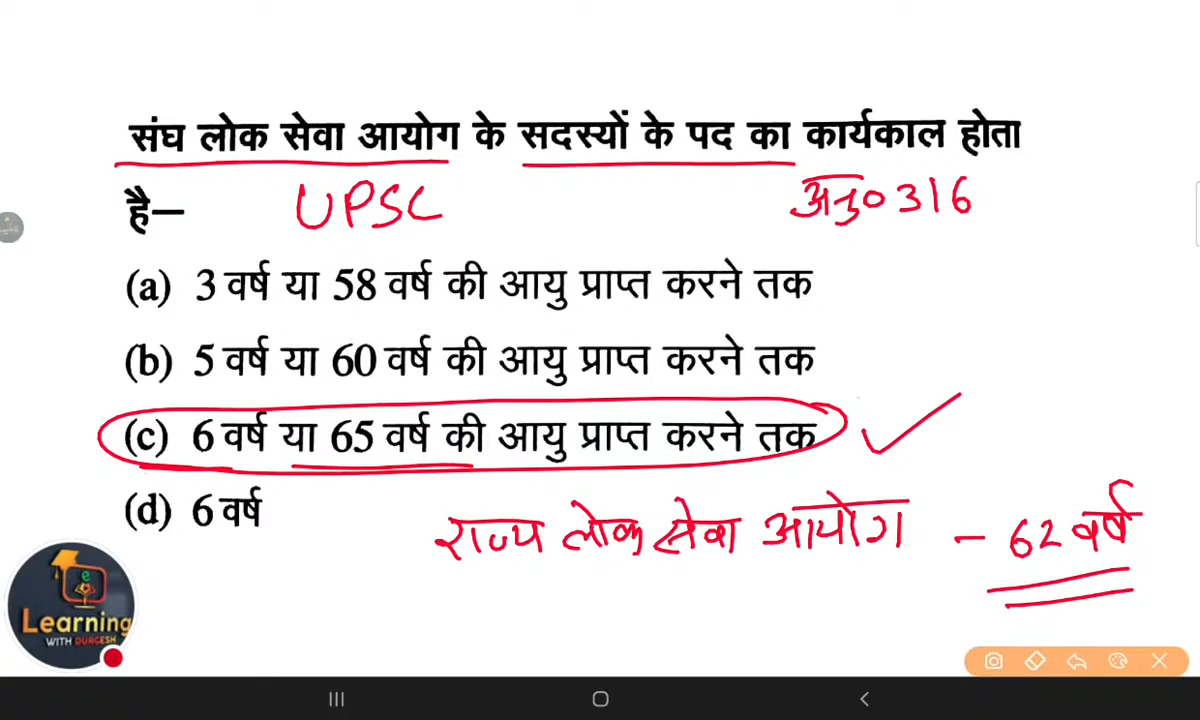 संघ लोक सेवा आयोग के सदस्यों के पद का कार्यकाल होता
है—
UPSC अनु० 316
(a) 3 वर्ष या 58 वर्ष की आयु प्राप्त करने तक
(b) 5 वर्ष या 60 वर्ष की आयु प्राप्त करने तक
(c) 6 वर्ष या 65 वर्ष की आयु प्राप्त करने तक
(d) 6 वर्ष
राज्य लोक सेवा आयोग – 62 वर्ष
e
Learning
WITH DURGESH